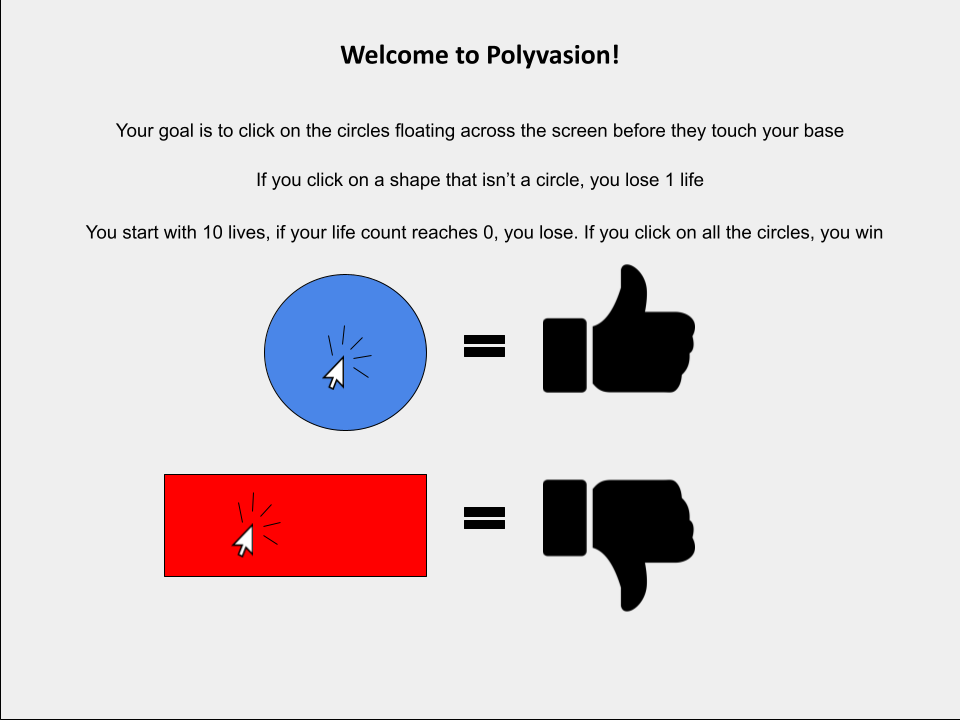 Welcome to Polyvasion!
Your goal is to click on the circles floating across the screen before they touch your base
If you click on a shape that isn’t a circle, you lose 1 life
You start with 10 lives, if your life count reaches 0, you lose. If you click on all the circles, you win